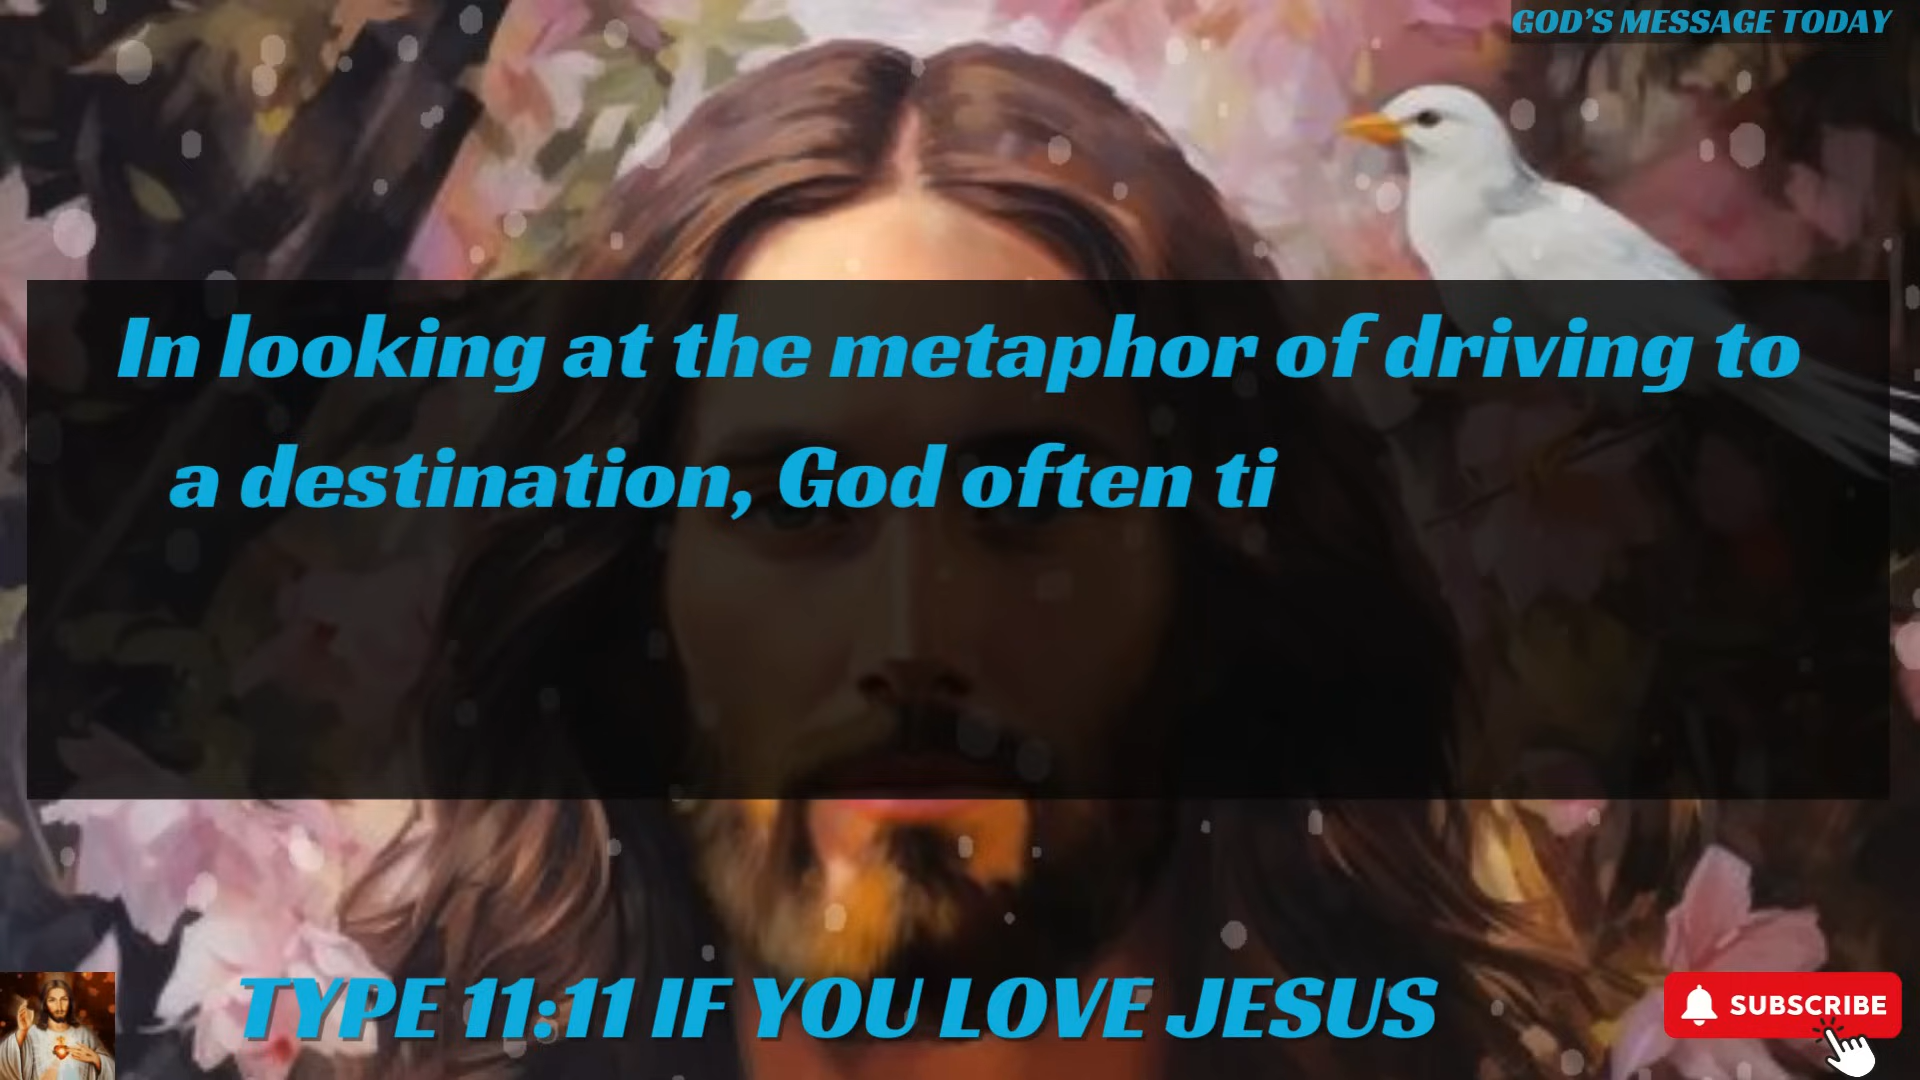 GOD’S MESSAGE TODAY
In looking at the metaphor of driving to
a destination, God often ti
TYPE 11:11 IF YOU LOVE JESUS
SUBSCRIBE